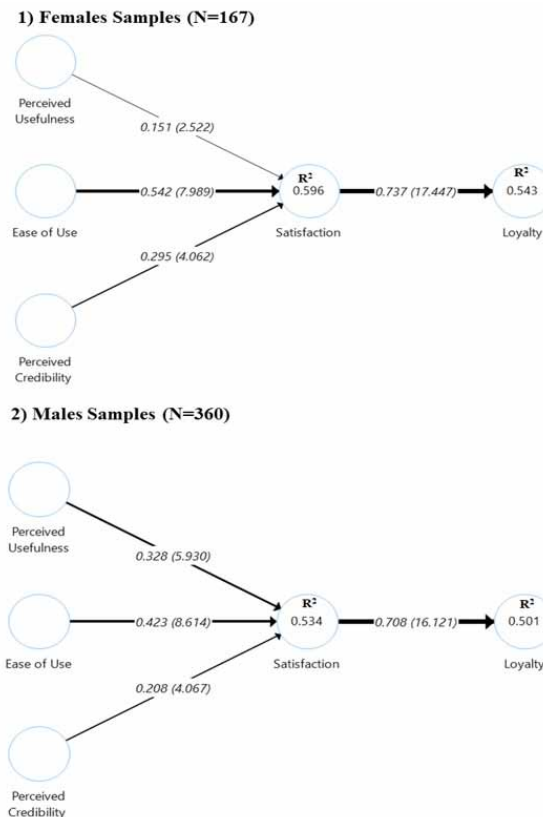 1) Females Samples (N=167)
Perceived
Usefulness
0.151 (2.522)
R²
0.542 (7.989)
0.596
0.737 (17.447)
R²
0.543
Ease of Use
Satisfaction
Loyalty
0.295 (4.062)
Perceived
Credibility
2) Males Samples (N=360)
Perceived
Usefulness
0.328 (5.930)
R²
0.423 (8.614)
0.534
0.708 (16.121)
R²
0.501
Ease of Use
Satisfaction
Loyalty
0.208 (4.067)
Perceived
Credibility